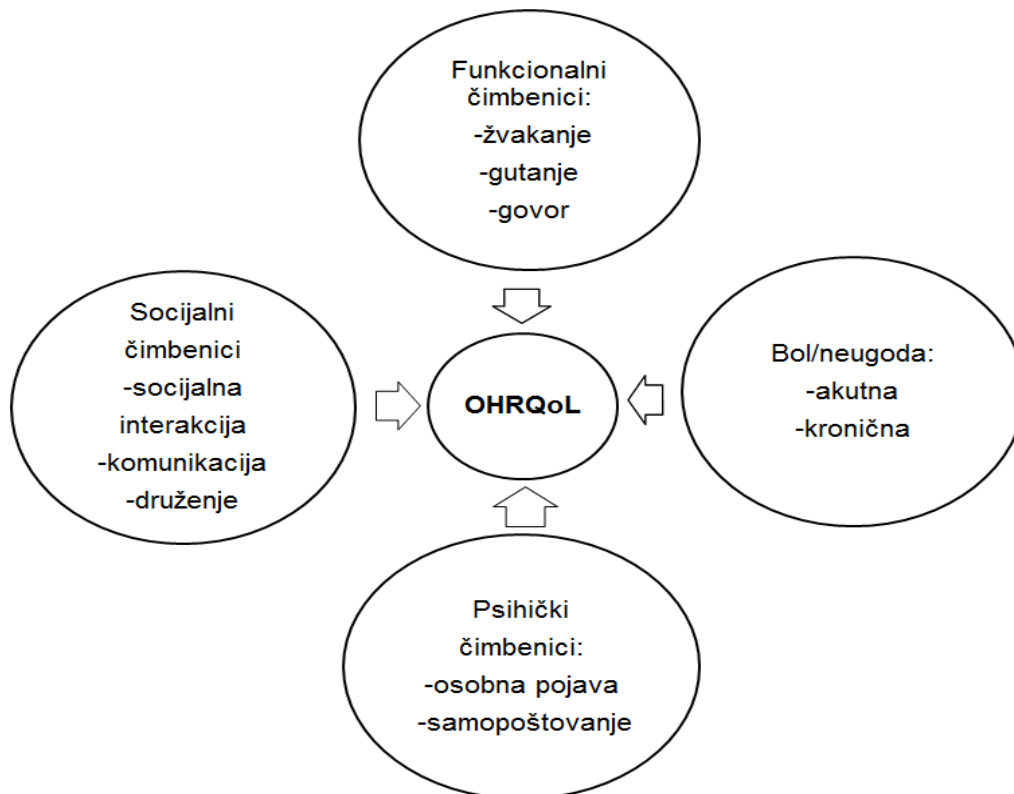 Funkcionalni
čimbenici:
-žvakanje
-gutanje
-govor
Socijalni
čimbenici
-socijalna
interakcija
-komunikacija
-druženje
OHRQoL
Bol/neugoda:
-akutna
-kronična
Psihički
čimbenici:
-osobna pojava
-samopoštovanje